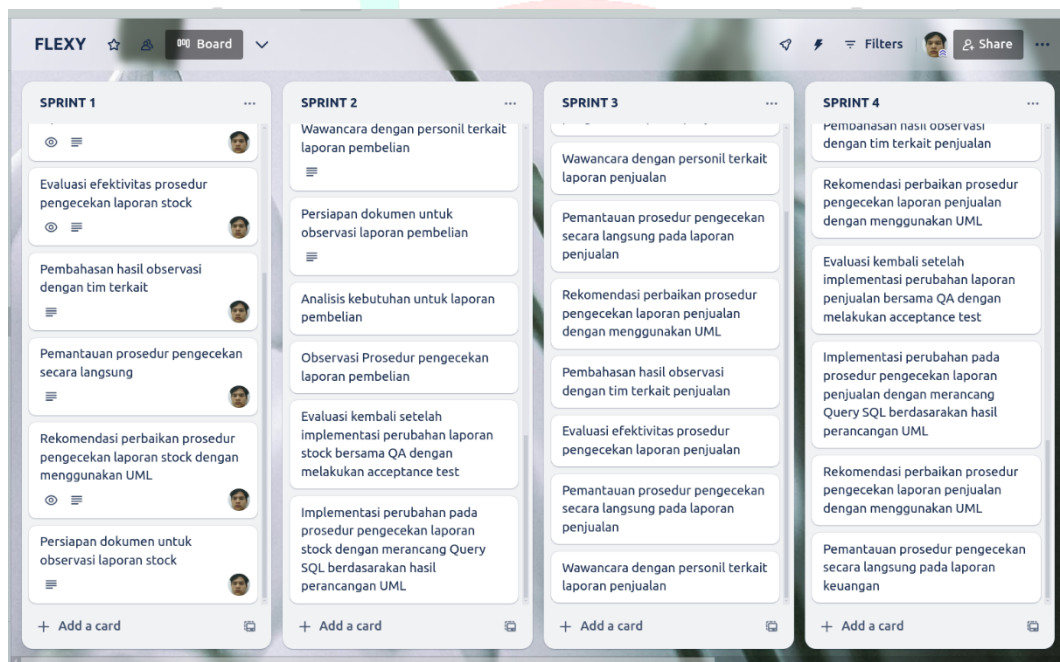 FLEXY
Board
Filters
Share
SPRINT 1
Evaluasi efektivitas prosedur
pengecekan laporan stock
Pembahasan hasil observasi
dengan tim terkait
Pemantauan prosedur pengecekan
secara langsung
Rekomendasi perbaikan prosedur
pengecekan laporan stock dengan
menggunakan UML
Persiapan dokumen untuk
observasi laporan stock
+ Add a card
SPRINT 2
Wawancara dengan personil terkait
laporan pembelian
Persiapan dokumen untuk
observasi laporan pembelian
Analisis kebutuhan untuk laporan
pembelian
Observasi Prosedur pengecekan
laporan pembelian
Evaluasi kembali setelah
implementasi perubahan laporan
stock bersama QA dengan
melakukan acceptance test
Implementasi perubahan pada
prosedur pengecekan laporan
stock dengan merancang Query
SQL berdasarakan hasil
perancangan UML
+ Add a card
SPRINT 3
Wawancara dengan personil terkait
laporan penjualan
Pemantauan prosedur pengecekan
secara langsung pada laporan
penjualan
Rekomendasi perbaikan prosedur
pengecekan laporan penjualan
dengan menggunakan UML
Pembahasan hasil observasi
dengan tim terkait penjualan
Evaluasi efektivitas prosedur
pengecekan laporan penjualan
Pemantauan prosedur pengecekan
secara langsung pada laporan
penjualan
Wawancara dengan personil terkait
laporan penjualan
+ Add a card
SPRINT 4
Pembahasan hasil observasi
dengan tim terkait penjualan
Rekomendasi perbaikan prosedur
pengecekan laporan penjualan
dengan menggunakan UML
Evaluasi kembali setelah
implementasi perubahan laporan
penjualan bersama QA dengan
melakukan acceptance test
Implementasi perubahan pada
prosedur pengecekan laporan
penjualan dengan merancang
Query SQL berdasarakan hasil
perancangan UML
Rekomendasi perbaikan prosedur
pengecekan laporan penjualan
dengan menggunakan UML
Pemantauan prosedur pengecekan
secara langsung pada laporan
keuangan
+ Add a card